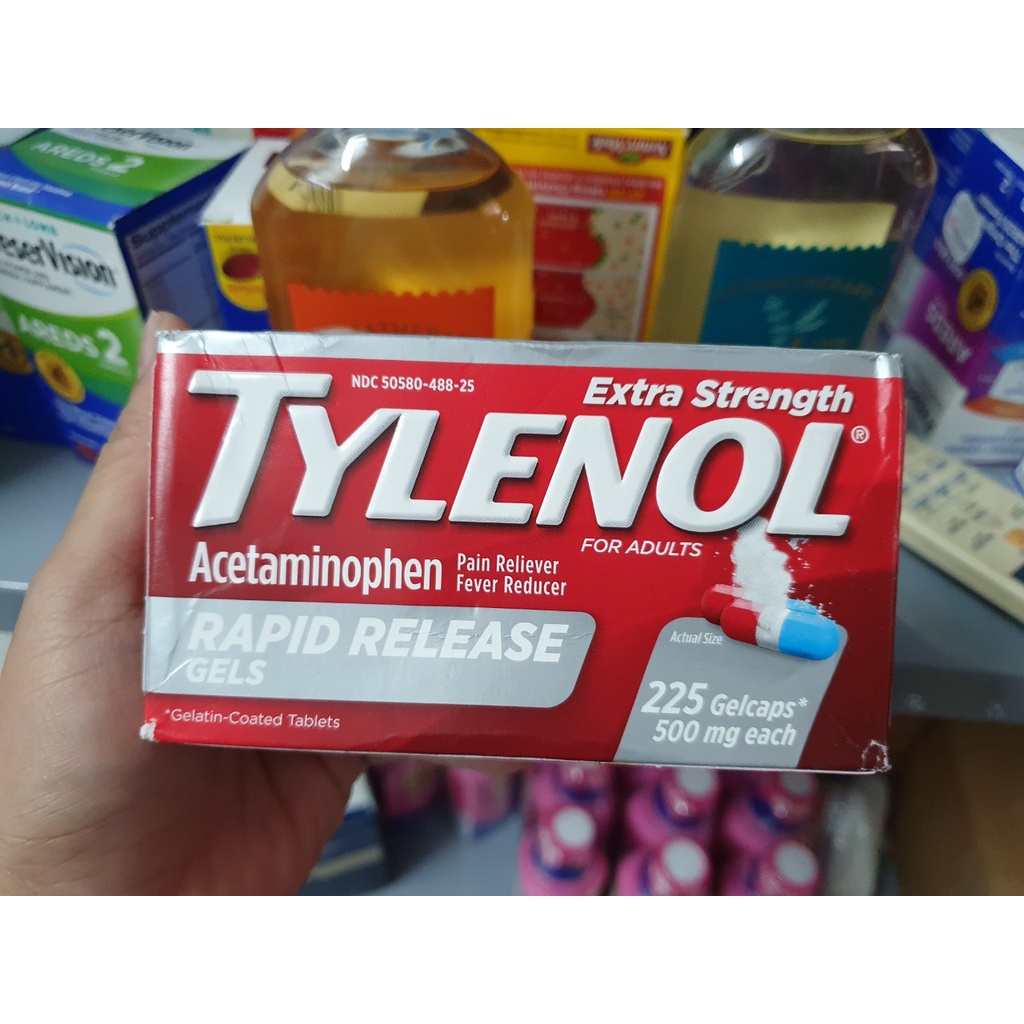 AREDS 2
eserVision
AREDS 2
NDC 50580-488-25
Extra Strength
TYLENOL®
FOR ADULTS
Acetaminophen
Pain Reliever
Fever Reducer
RAPID RELEASE
GELS
*Gelatin-Coated Tablets
Actual Size
225 Gelcaps*
500 mg each